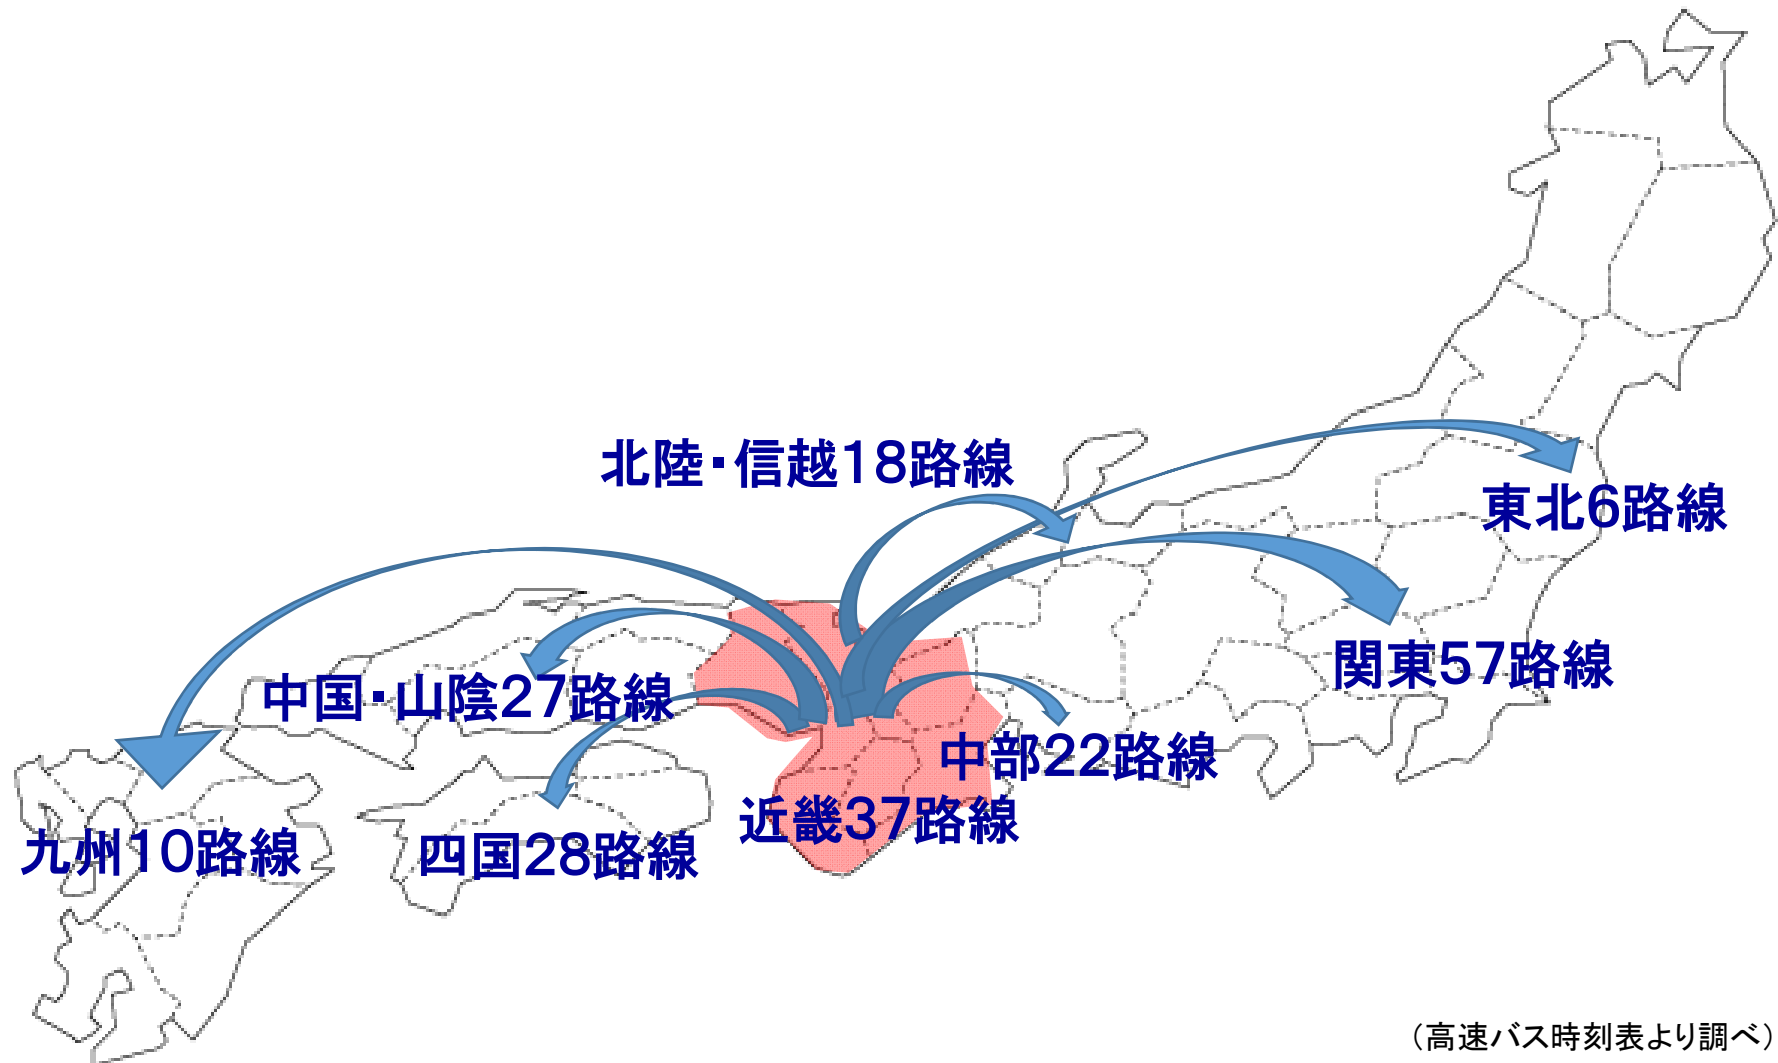 北陸・信越18路線
東北6路線
関東57路線
中国・山陰27路線
中部22路線
近畿37路線
九州10路線
四国28路線
（高速バス時刻表より調べ）